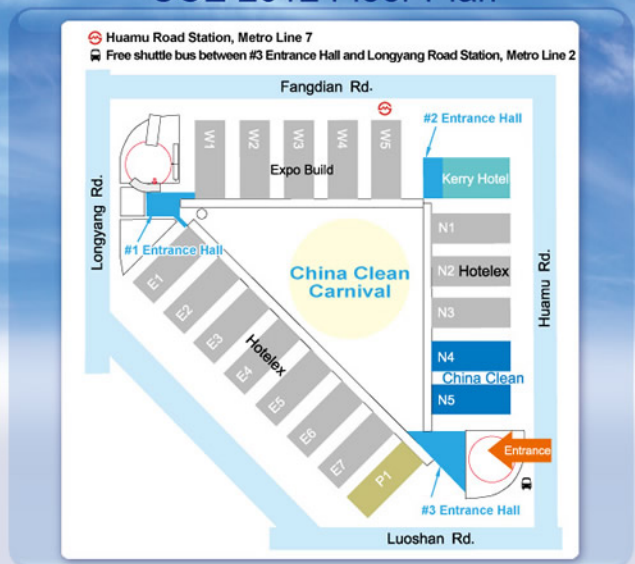 Huamu Road Station, Metro Line 7
Free shuttle bus between #3 Entrance Hall and Longyang Road Station, Metro Line 2
Fangdian Rd.
#2 Entrance Hall
W1
W2
W3
W4
W5
Expo Build
Kerry Hotel
Longyang Rd.
#1 Entrance Hall
N1
N2 Hotelex
N3
Huamu Rd.
China Clean
Carnival
E1
E2
E3
E4
E5
E6
E7
Hotelex
N4
China Clean
N5
P1
Entrance
#3 Entrance Hall
Luoshan Rd.